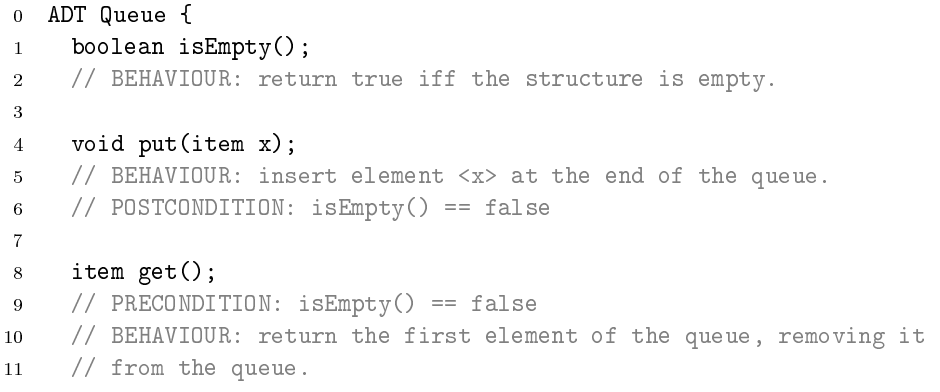 0 ADT Queue {
1 boolean isEmpty();
2 // BEHAVIOUR: return true iff the structure is empty.
3
4 void put(item x);
5 // BEHAVIOUR: insert element <x> at the end of the queue.
6 // POSTCONDITION: isEmpty() == false
7
8 item get();
9 // PRECONDITION: isEmpty() == false
10 // BEHAVIOUR: return the first element of the queue, removing it
11 // from the queue.